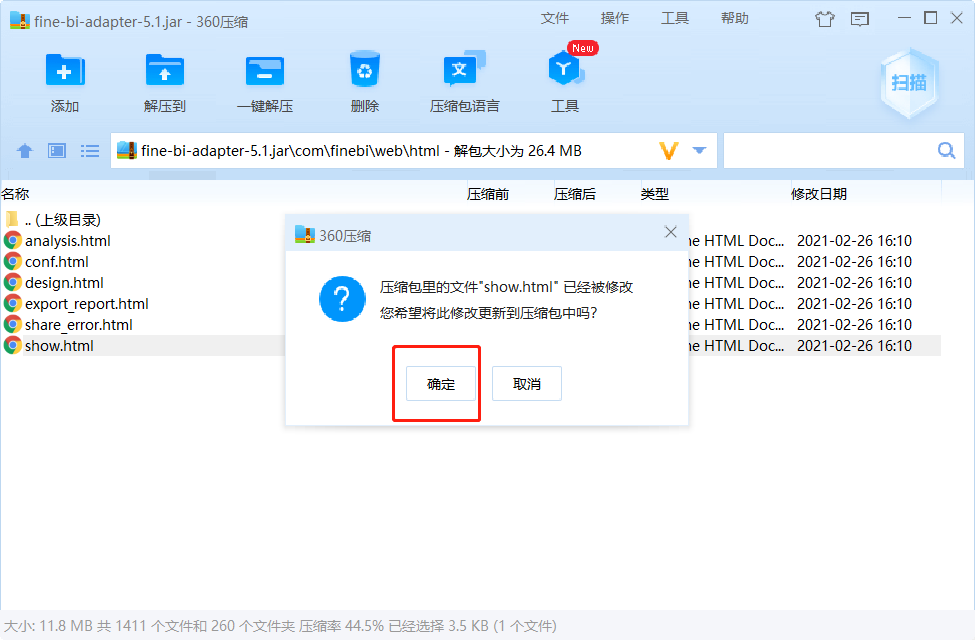 fine-bi-adapter-5.1.jar - 360压缩
文件 操作 工具 帮助
New
文
添加 解压到 一键解压 删除 压缩包语言 工具
扫描
fine-bi-adapter-5.1.jar\com\finebi\web\html - 解包大小为 26.4 MB
名称 压缩前 压缩后 类型 修改日期
.. (上级目录)
analysis.html ne HTML Doc... 2021-02-26 16:10
conf.html ne HTML Doc... 2021-02-26 16:10
design.html ne HTML Doc... 2021-02-26 16:10
export_report.html ne HTML Doc... 2021-02-26 16:10
share_error.html ne HTML Doc... 2021-02-26 16:10
show.html ne HTML Doc... 2021-02-26 16:10
360压缩
压缩包里的文件"show.html" 已经被修改
您希望将此修改更新到压缩包中吗?
确定 取消
大小: 11.8 MB 共 1411 个文件和 260 个文件夹 压缩率 44.5% 已经选择 3.5 KB (1 个文件)